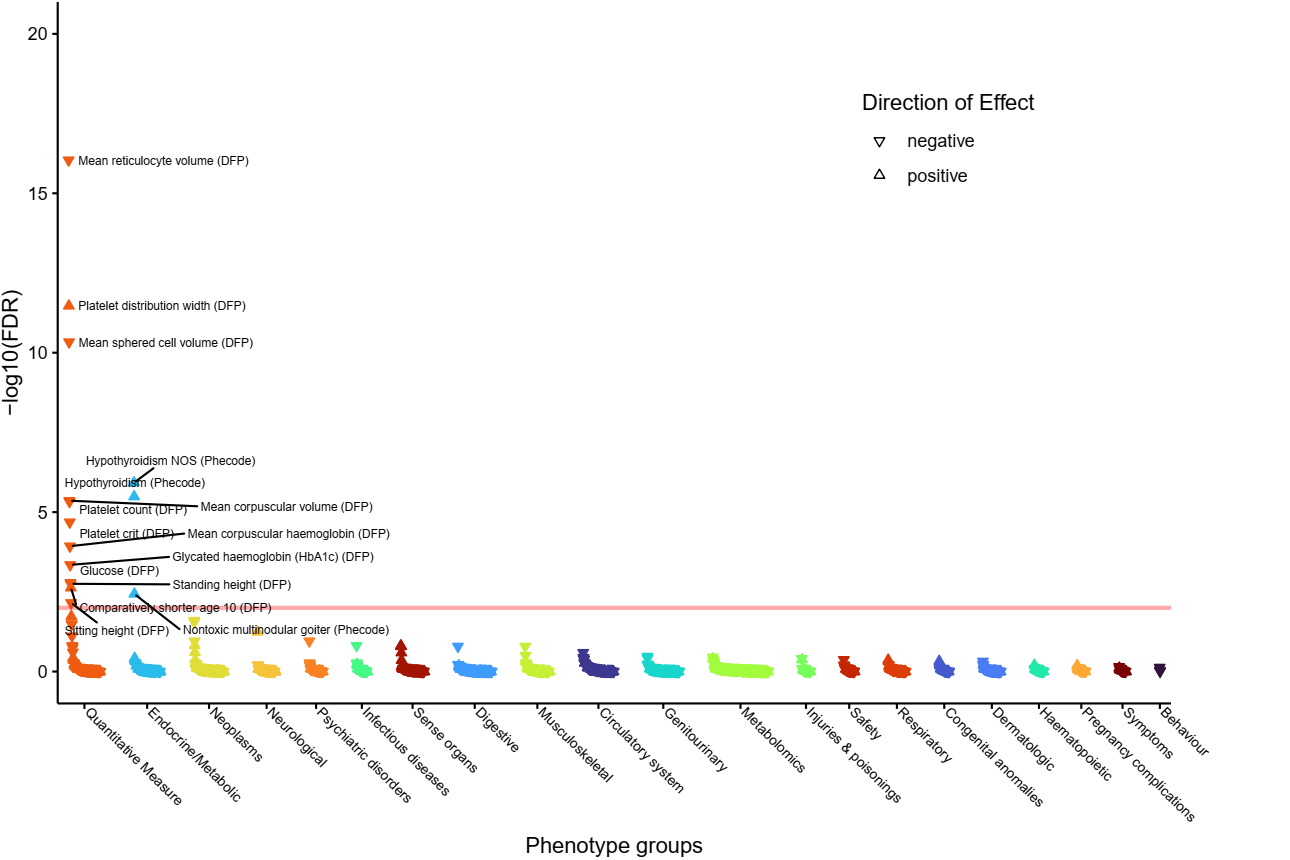 20
Direction of Effect
negative
Mean reticulocyte volume (DFP)
positive
15
Platelet distribution width (DFP)
Mean sphered cell volume (DFP)
10
−log10(FDR)
Hypothyroidism NOS (Phecode)
Hypothyroidism (Phecode)
Mean corpuscular volume (DFP)
Platelet count (DFP)
5
Platelet crit (DFP)
Mean corpuscular haemoglobin (DFP)
Glycated haemoglobin (HbA1c) (DFP)
Glucose (DFP)
Standing height (DFP)
Comparatively shorter age 10 (DFP)
Sitting height (DFP)
Nontoxic multinodular goiter (Phecode)
0
Quantitative Measure
Endocrine/Metabolic
Neoplasms
Neurological
Psychiatric disorders
Infectious diseases
Sense organs
Digestive
Musculoskeletal
Circulatory system
Genitourinary
Metabolomics
Injuries & poisonings
Safety
Respiratory
Congenital anomalies
Dermatologic
Haematopoietic
Pregnancy complications
Symptoms
Behaviour
Phenotype groups